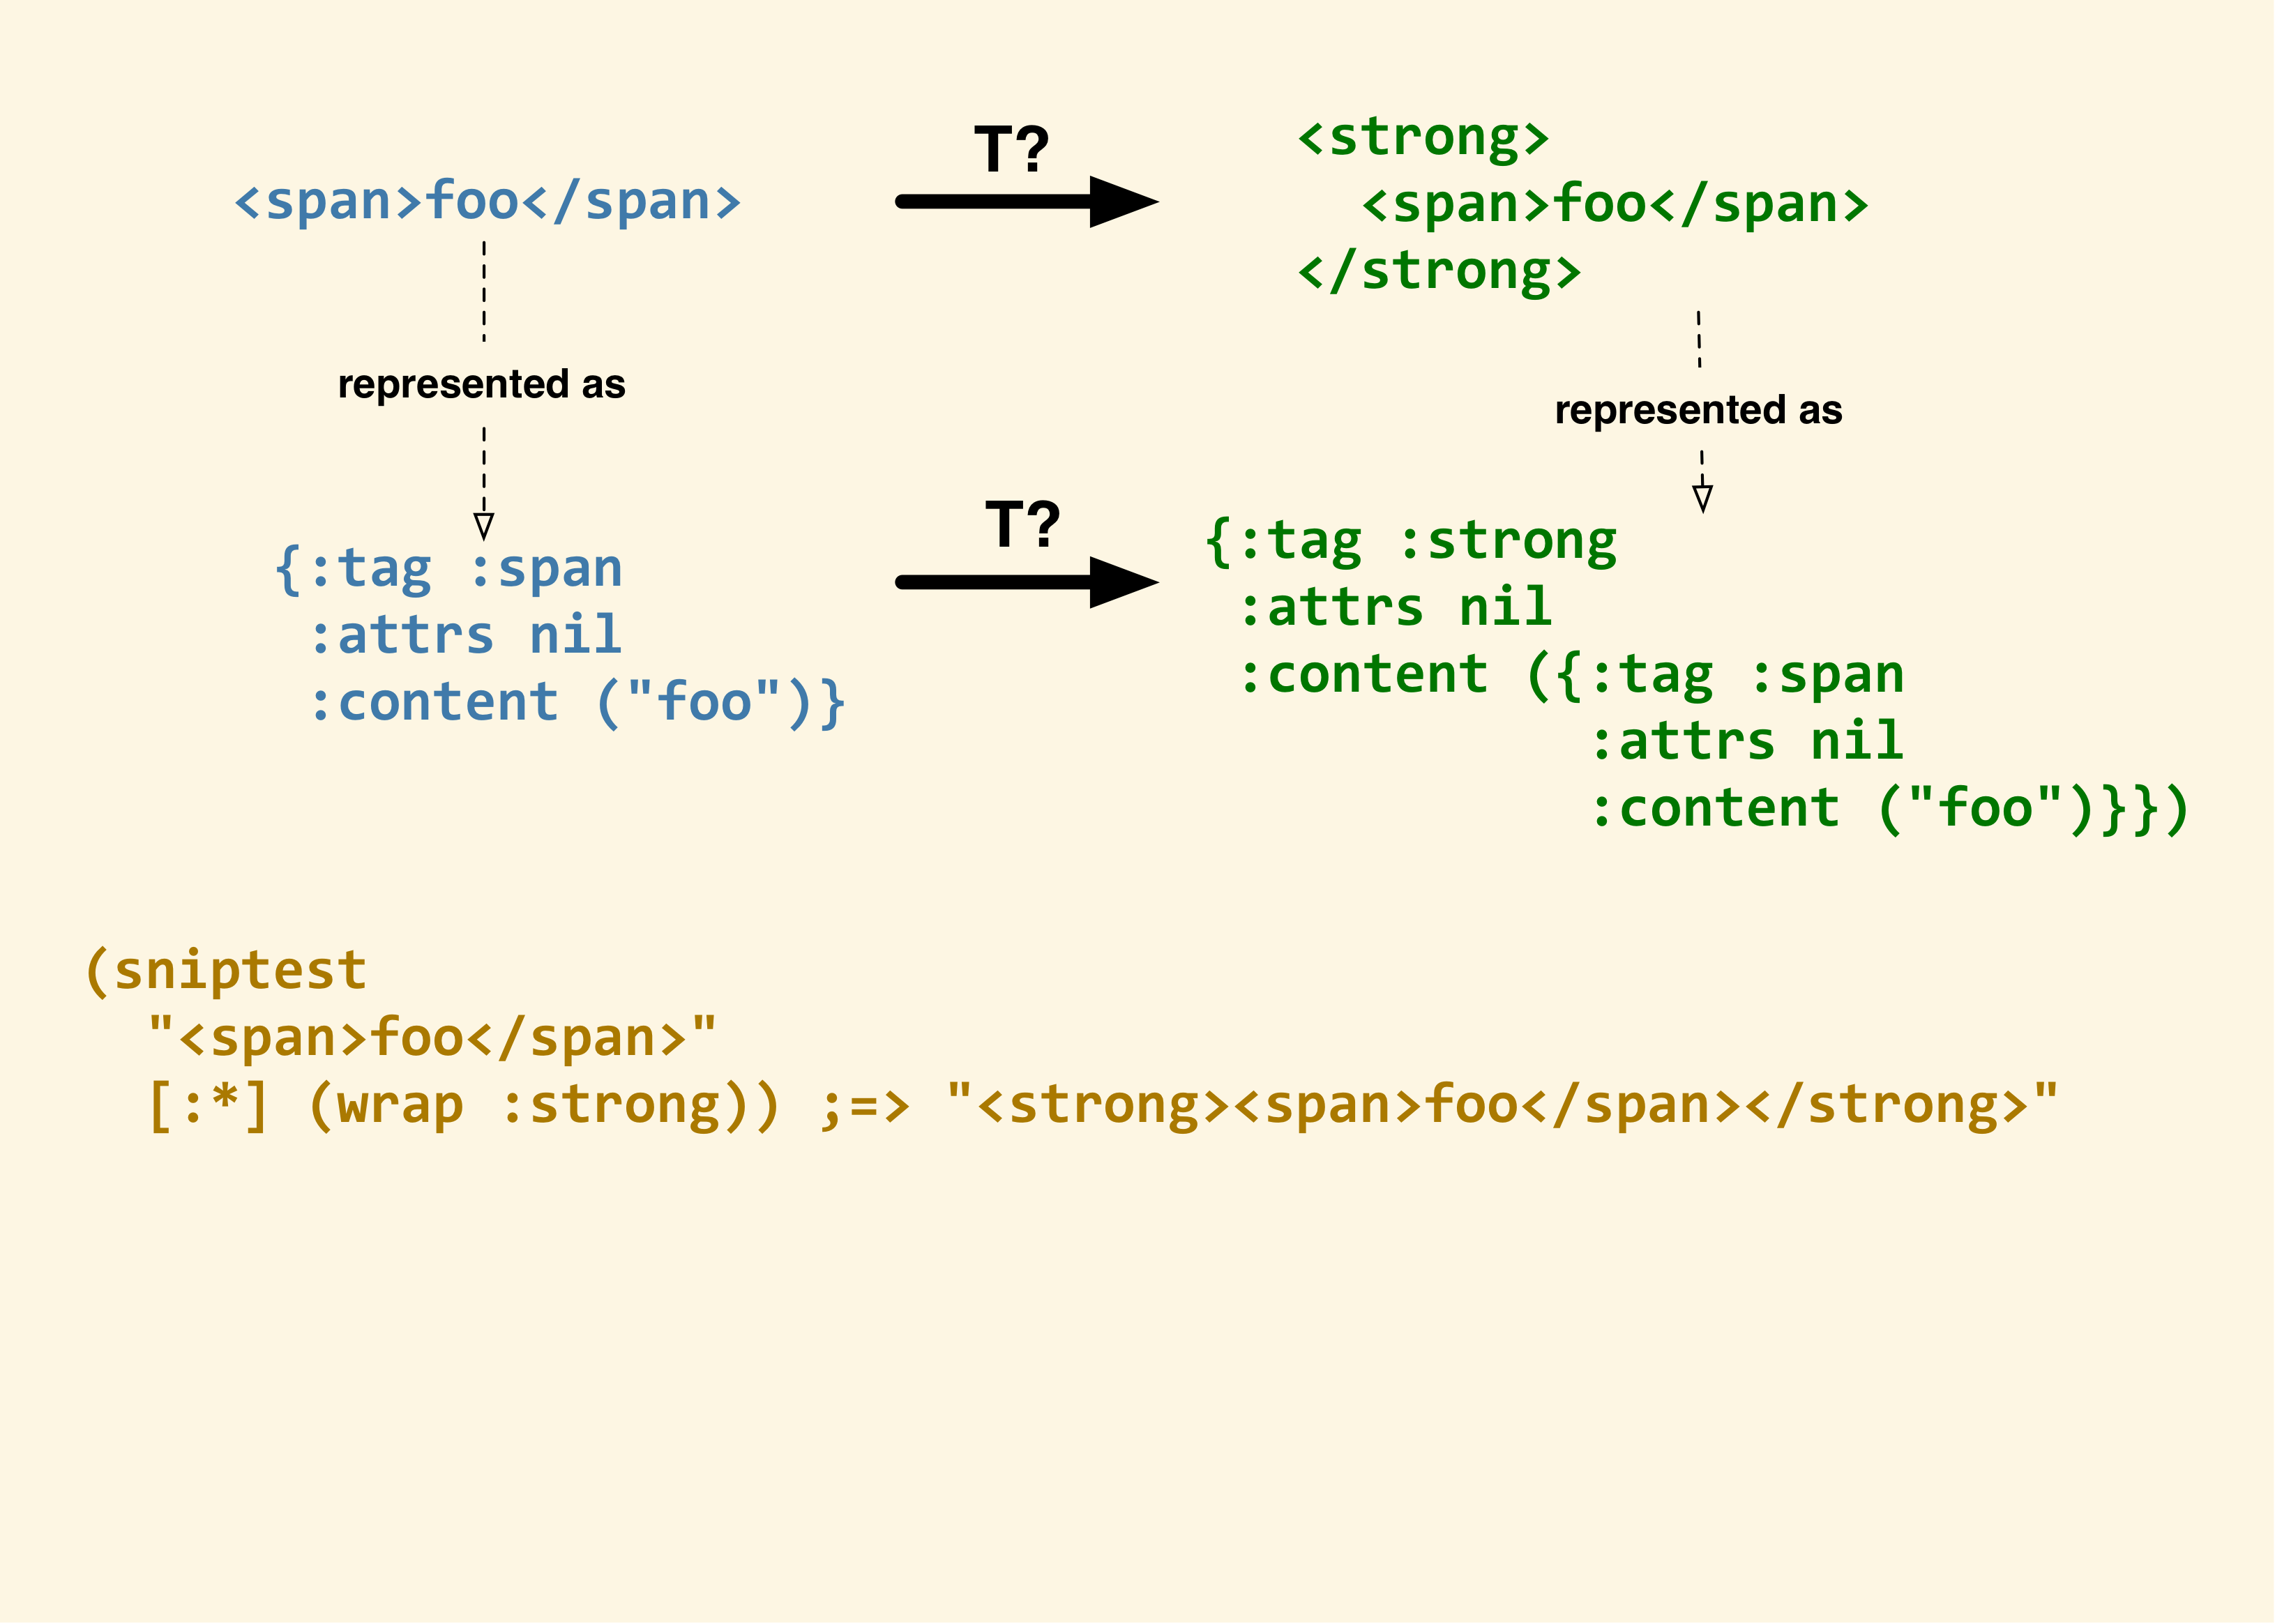 T?
<span>foo</span>
<strong>
  <span>foo</span>
</strong>
represented as
represented as
T?
{:tag :span
 :attrs nil
 :content ("foo")}
{:tag :strong
 :attrs nil
 :content ({:tag :span
            :attrs nil
            :content ("foo")}})
(sniptest
  "<span>foo</span>"
  [:*] (wrap :strong)) ;=> "<strong><span>foo</span></strong>"